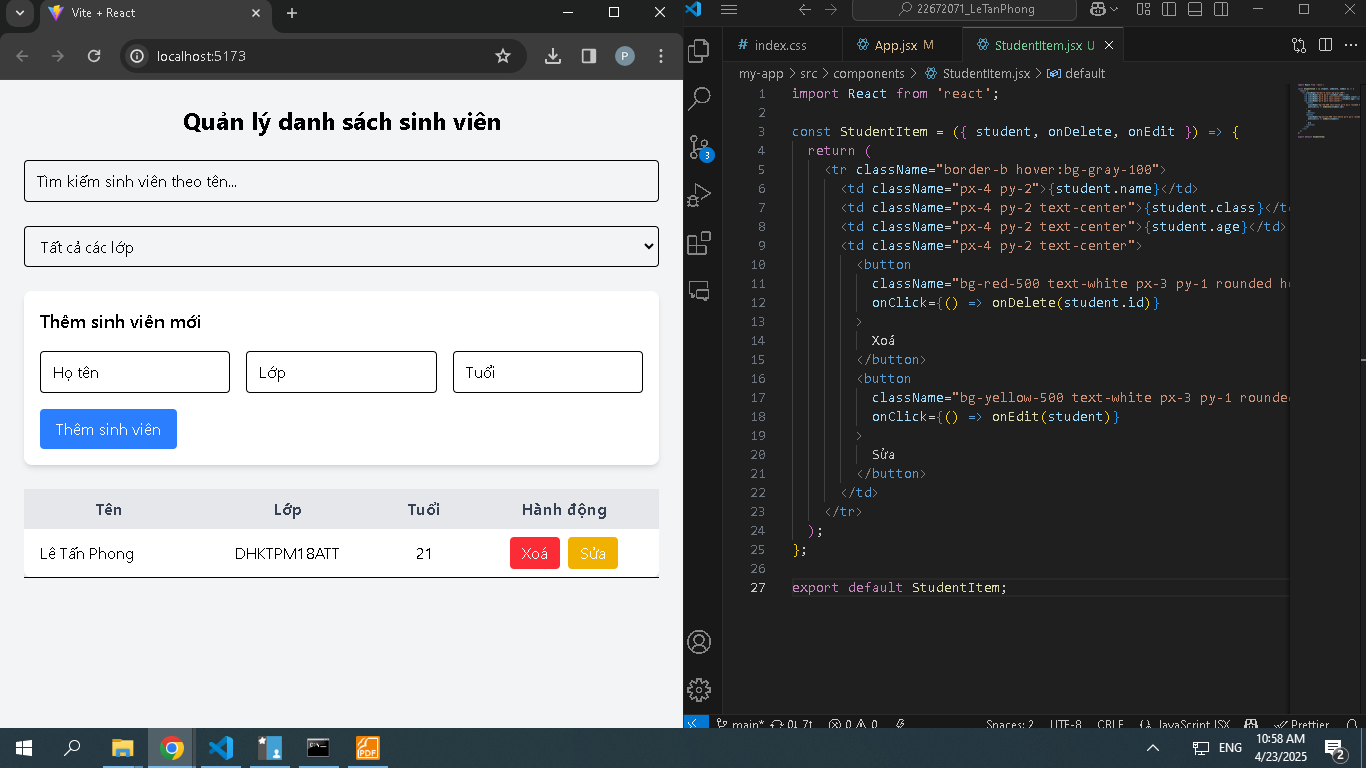 Vite + React
localhost:5173
P
Quản lý danh sách sinh viên
Tìm kiếm sinh viên theo tên...
Tất cả các lớp
Thêm sinh viên mới
Họ tên Lớp Tuổi
Thêm sinh viên
Tên Lớp Tuổi Hành động
Lê Tấn Phong DHKTPM18ATT 21 Xoá Sửa
22672071_LeTanPhong
# index.css App.jsx M StudentItem.jsx U
my-app > src > components > StudentItem.jsx > default
3
1 import React from 'react';
2
3 const StudentItem = ({ student, onDelete, onEdit }) => {
4 return (
5 <tr className="border-b hover:bg-gray-100">
6 <td className="px-4 py-2">{student.name}</td>
7 <td className="px-4 py-2 text-center">{student.class}</t
8 <td className="px-4 py-2 text-center">{student.age}</td>
9 <td className="px-4 py-2 text-center">
10 <button
11 className="bg-red-500 text-white px-3 py-1 rounded h
12 onClick={() => onDelete(student.id)}
13 >
14 Xoá
15 </button>
16 <button
17 className="bg-yellow-500 text-white px-3 py-1 rounde
18 onClick={() => onEdit(student)}
19 >
20 Sửa
21 </button>
22 </td>
23 </tr>
24 );
25 };
26
27 export default StudentItem;
main* 0↓ 7↑ 0 0 Spaces: 2 UTF-8 CRLF {} JavaScript JSX Prettier
PDF
ENG
10:58 AM
4/23/2025
2